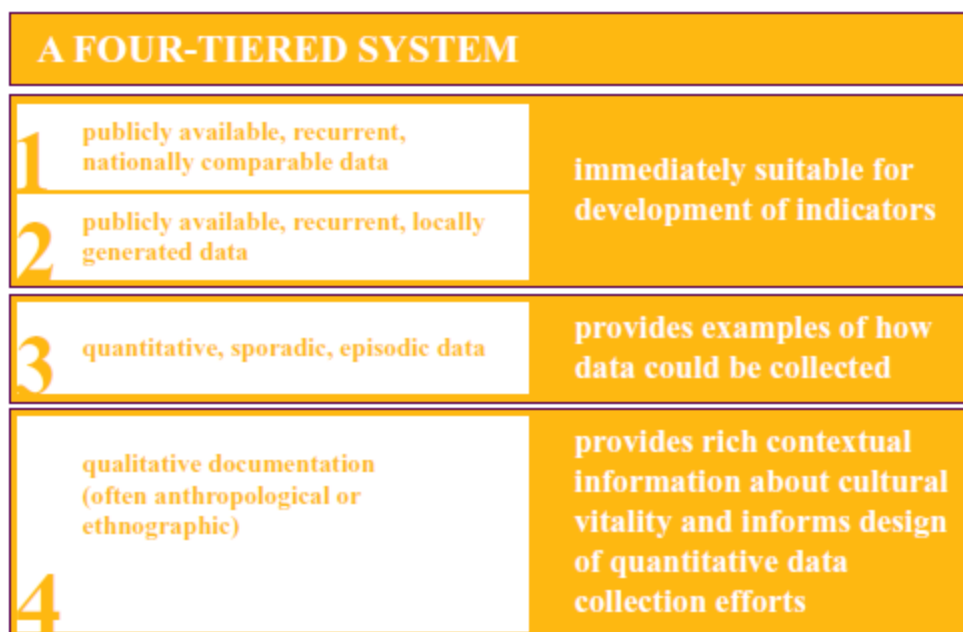 A FOUR-TIERED SYSTEM
1
publicly available, recurrent,
nationally comparable data
2
publicly available, recurrent, locally
generated data
immediately suitable for
development of indicators
3
quantitative, sporadic, episodic data
provides examples of how
data could be collected
4
qualitative documentation
(often anthropological or
ethnographic)
provides rich contextual
information about cultural
vitality and informs design
of quantitative data
collection efforts